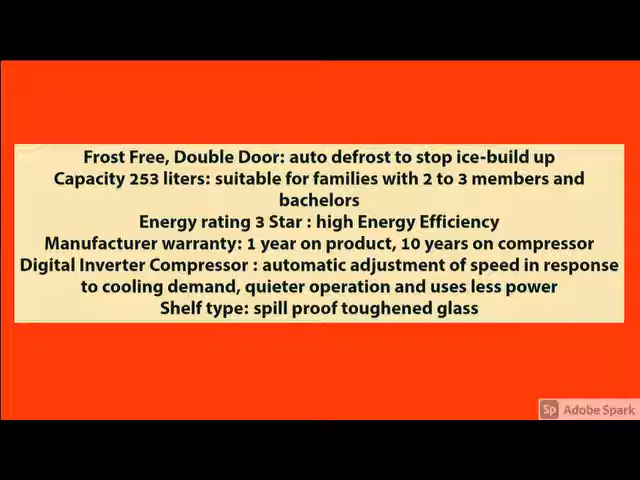 Frost Free, Double Door: auto defrost to stop ice-build up
Capacity 253 liters: suitable for families with 2 to 3 members and
bachelors
Energy rating 3 Star : high Energy Efficiency
Manufacturer warranty: 1 year on product, 10 years on compressor
Digital Inverter Compressor : automatic adjustment of speed in response
to cooling demand, quieter operation and uses less power
Shelf type: spill proof toughened glass
Sp Adobe Spark